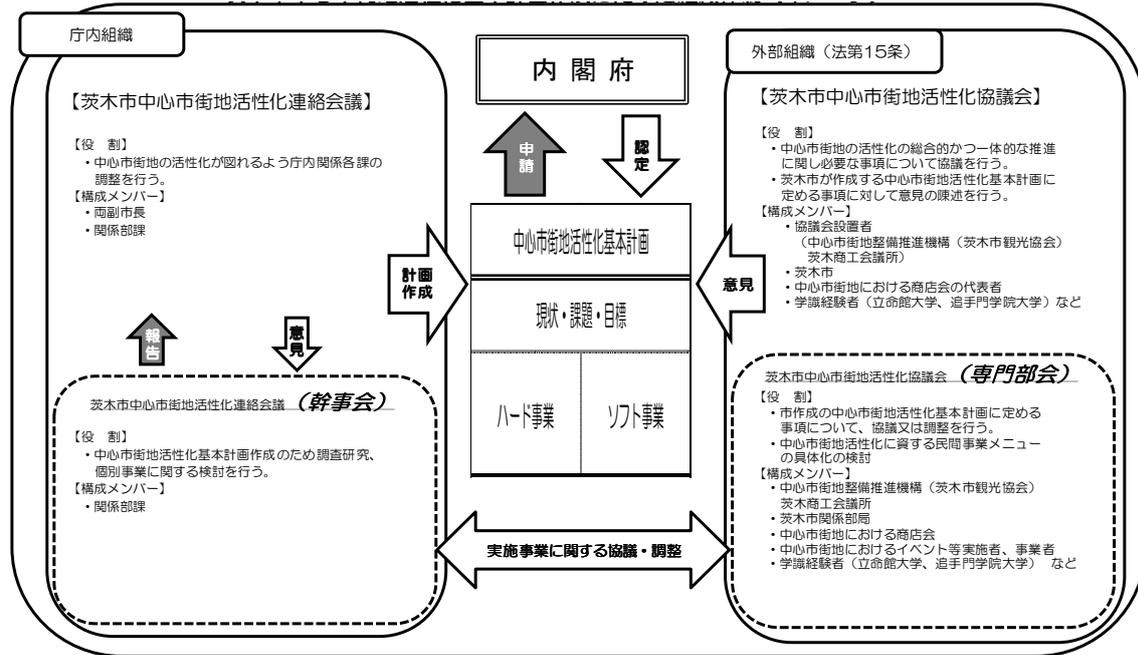 庁内組織
【茨木市中心市街地活性化連絡会議】
【役　割】
・中心市街地の活性化が図れるよう庁内関係各課の
調整を行う。
【構成メンバー】
・両副市長
・関係部課
報告
意見
茨木市中心市街地活性化連絡会議（幹事会）
【役　割】
・中心市街地活性化基本計画作成のため調査研究、
個別事業に関する検討を行う。
【構成メンバー】
・関係部課
計画
作成
内閣府
申請
認定
中心市街地活性化基本計画
現状・課題・目標
ハード事業
ソフト事業
意見
実施事業に関する協議・調整
外部組織（法第15条）
【茨木市中心市街地活性化協議会】
【役　割】
・中心市街地の活性化の総合的かつ一体的な推進
に関し必要な事項について協議を行う。
・茨木市が作成する中心市街地活性化基本計画に
定める事項に対して意見の陳述を行う。
【構成メンバー】
・協議会設置者
（中心市街地整備推進機構（茨木市観光協会）
茨木商工会議所）
・茨木市
・中心市街地における商店会の代表者
・学識経験者（立命館大学、追手門学院大学）など
茨木市中心市街地活性化協議会（専門部会）
【役　割】
・市作成の中心市街地活性化基本計画に定める
事項について、協議又は調整を行う。
・中心市街地活性化に資する民間事業メニュー
の具体化の検討
【構成メンバー】
・中心市街地整備推進機構（茨木市観光協会）
茨木商工会議所
・茨木市関係部局
・中心市街地における商店会
・中心市街地におけるイベント等実施者、事業者
・学識経験者（立命館大学、追手門学院大学）　など